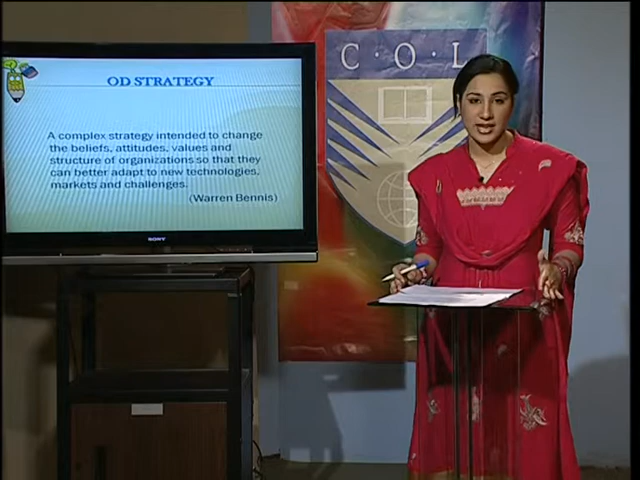 OD STRATEGY
A complex strategy intended to change
the beliefs, attitudes, values and
structure of organizations so that they
can better adapt to new technologies,
markets and challenges.
(Warren Bennis)
SONY
C.O.L